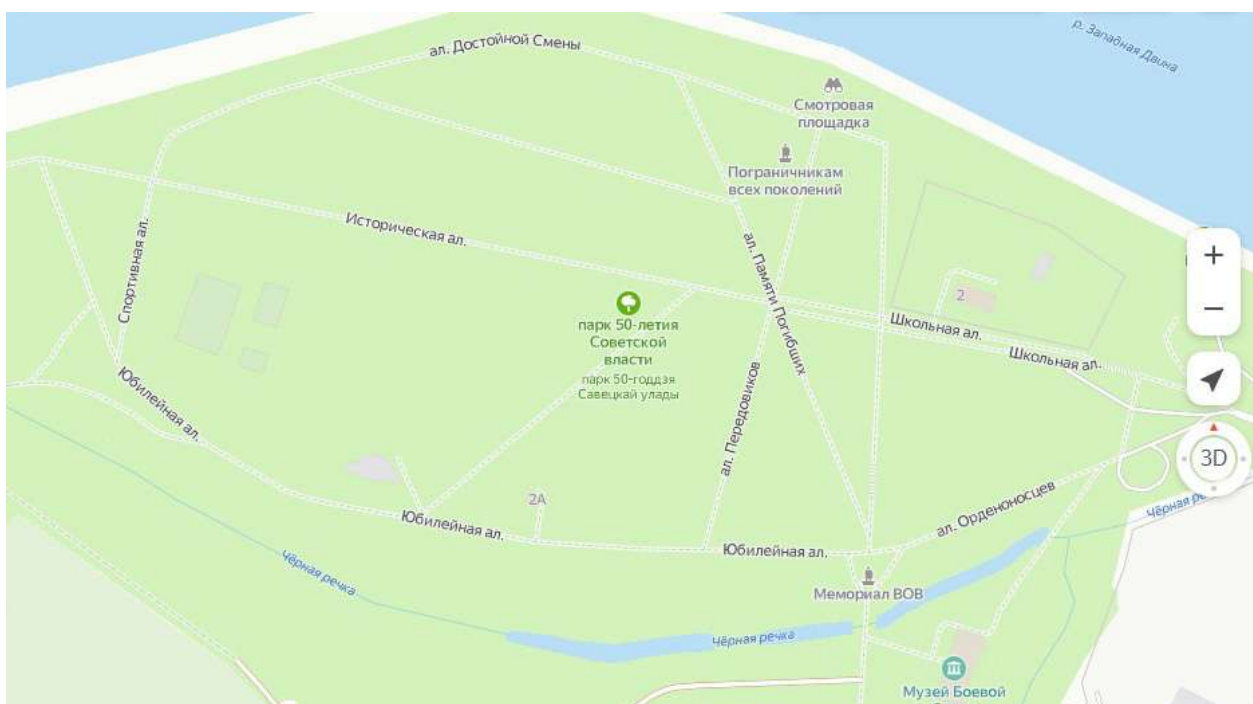 р. Западная Двина
ал. Достойной Смены
Смотровая
площадка
Пограничникам
всех поколений
Историческая ал.
Спортивная ал.
ал. Памяти Погибших
2
парк 50-летия
Советской
власти
парк 50-годдзя
Савецкай улады
Школьная ал.
Школьная ал.
+
−
3D
Юбилейная ал.
ал. Передовиков
2А
ал. Орденоносцев
Чёрная
Юбилейная ал.
Юбилейная ал.
Чёрная речка
Мемориал ВОВ
Чёрная речка
Музей Боевой